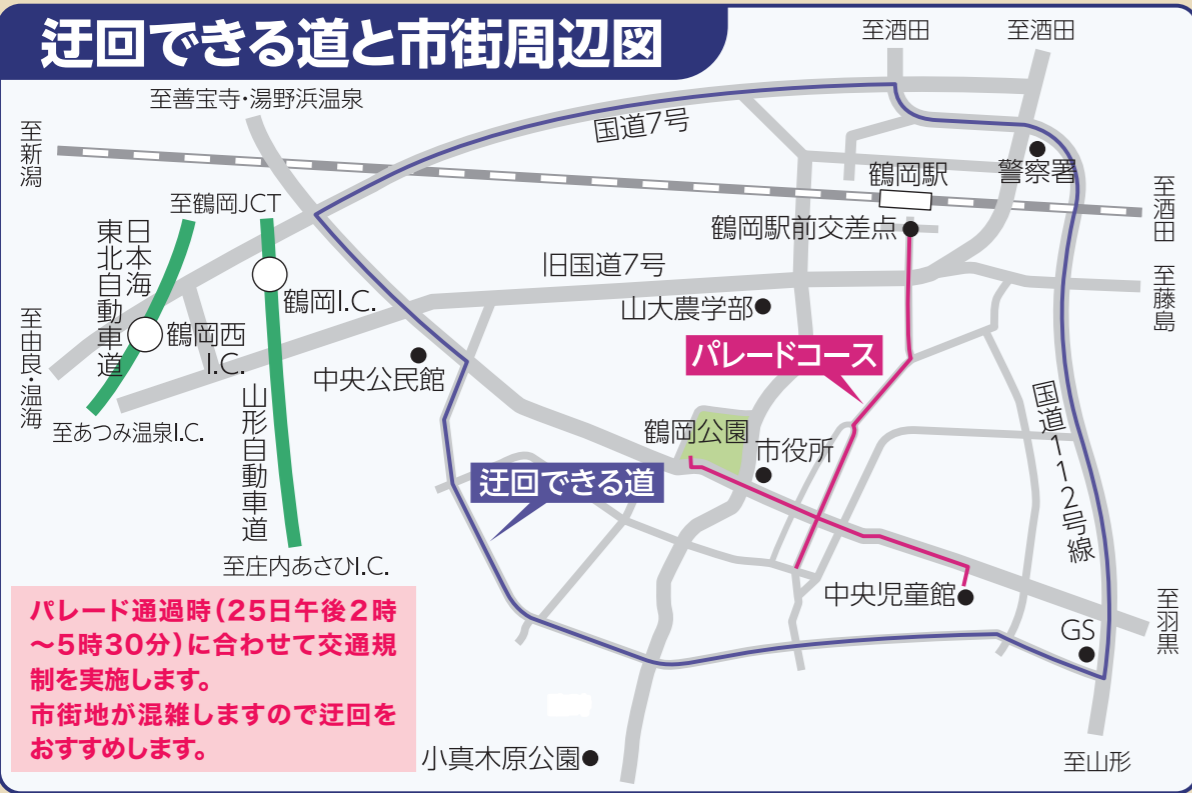 迂回できる道と市街周辺図
至酒田
至酒田
至善宝寺・湯野浜温泉
国道7号
至新潟
警察署
鶴岡駅
至酒田
至鶴岡JCT
鶴岡駅前交差点
日本海
東北自動車道
旧国道7号
至藤島
鶴岡I.C.
山大農学部
至由良・温海
鶴岡西
I.C.
パレードコース
中央公民館
国道112号線
山形自動車道
至あつみ温泉I.C.
鶴岡公園
市役所
迂回できる道
至庄内あさひI.C.
中央児童館
至羽黒
GS
パレード通過時(25日午後2時
～5時30分)に合わせて交通規
制を実施します。
市街地が混雑しますので迂回を
おすすめします。
小真木原公園
至山形